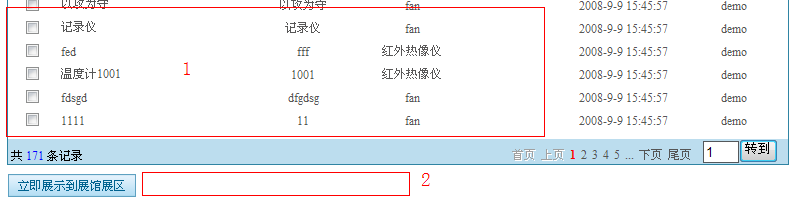 以攻为守 以攻为守 fan 2008-9-9 15:45:57 demo
记录仪 记录仪 fan 2008-9-9 15:45:57 demo
fed fff 红外热像仪 2008-9-9 15:45:57 demo
温度计1001 1 1001 红外热像仪 2008-9-9 15:45:57 demo
fdsgd dfgdsg fan 2008-9-9 15:45:57 demo
1111 11 fan 2008-9-9 15:45:57 demo
共 171 条记录 首页 上页 1 2 3 4 5 ... 下页 尾页 1 转到
立即展示到展馆展区 2